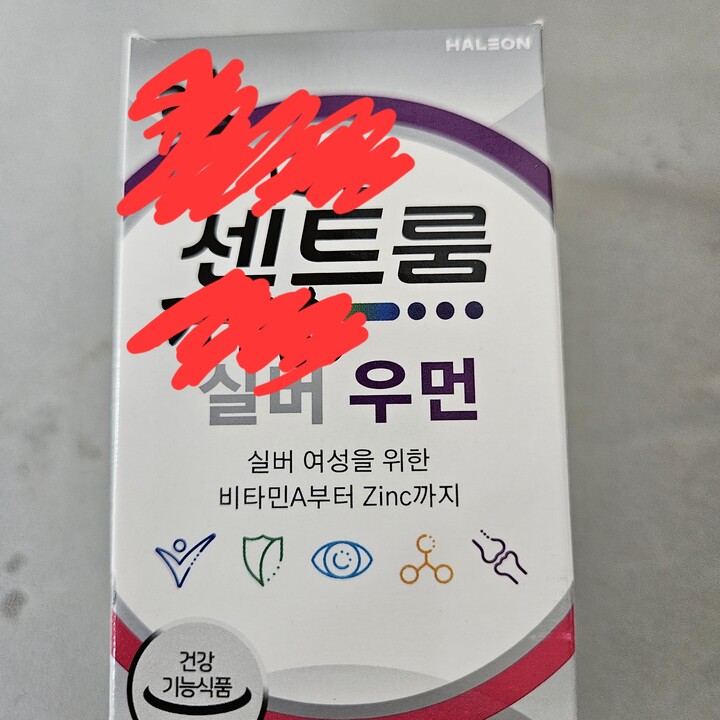 HALEON
센트룸
실버 우먼
실버 여성을 위한
비타민A부터 Zinc까지
건강
기능식품